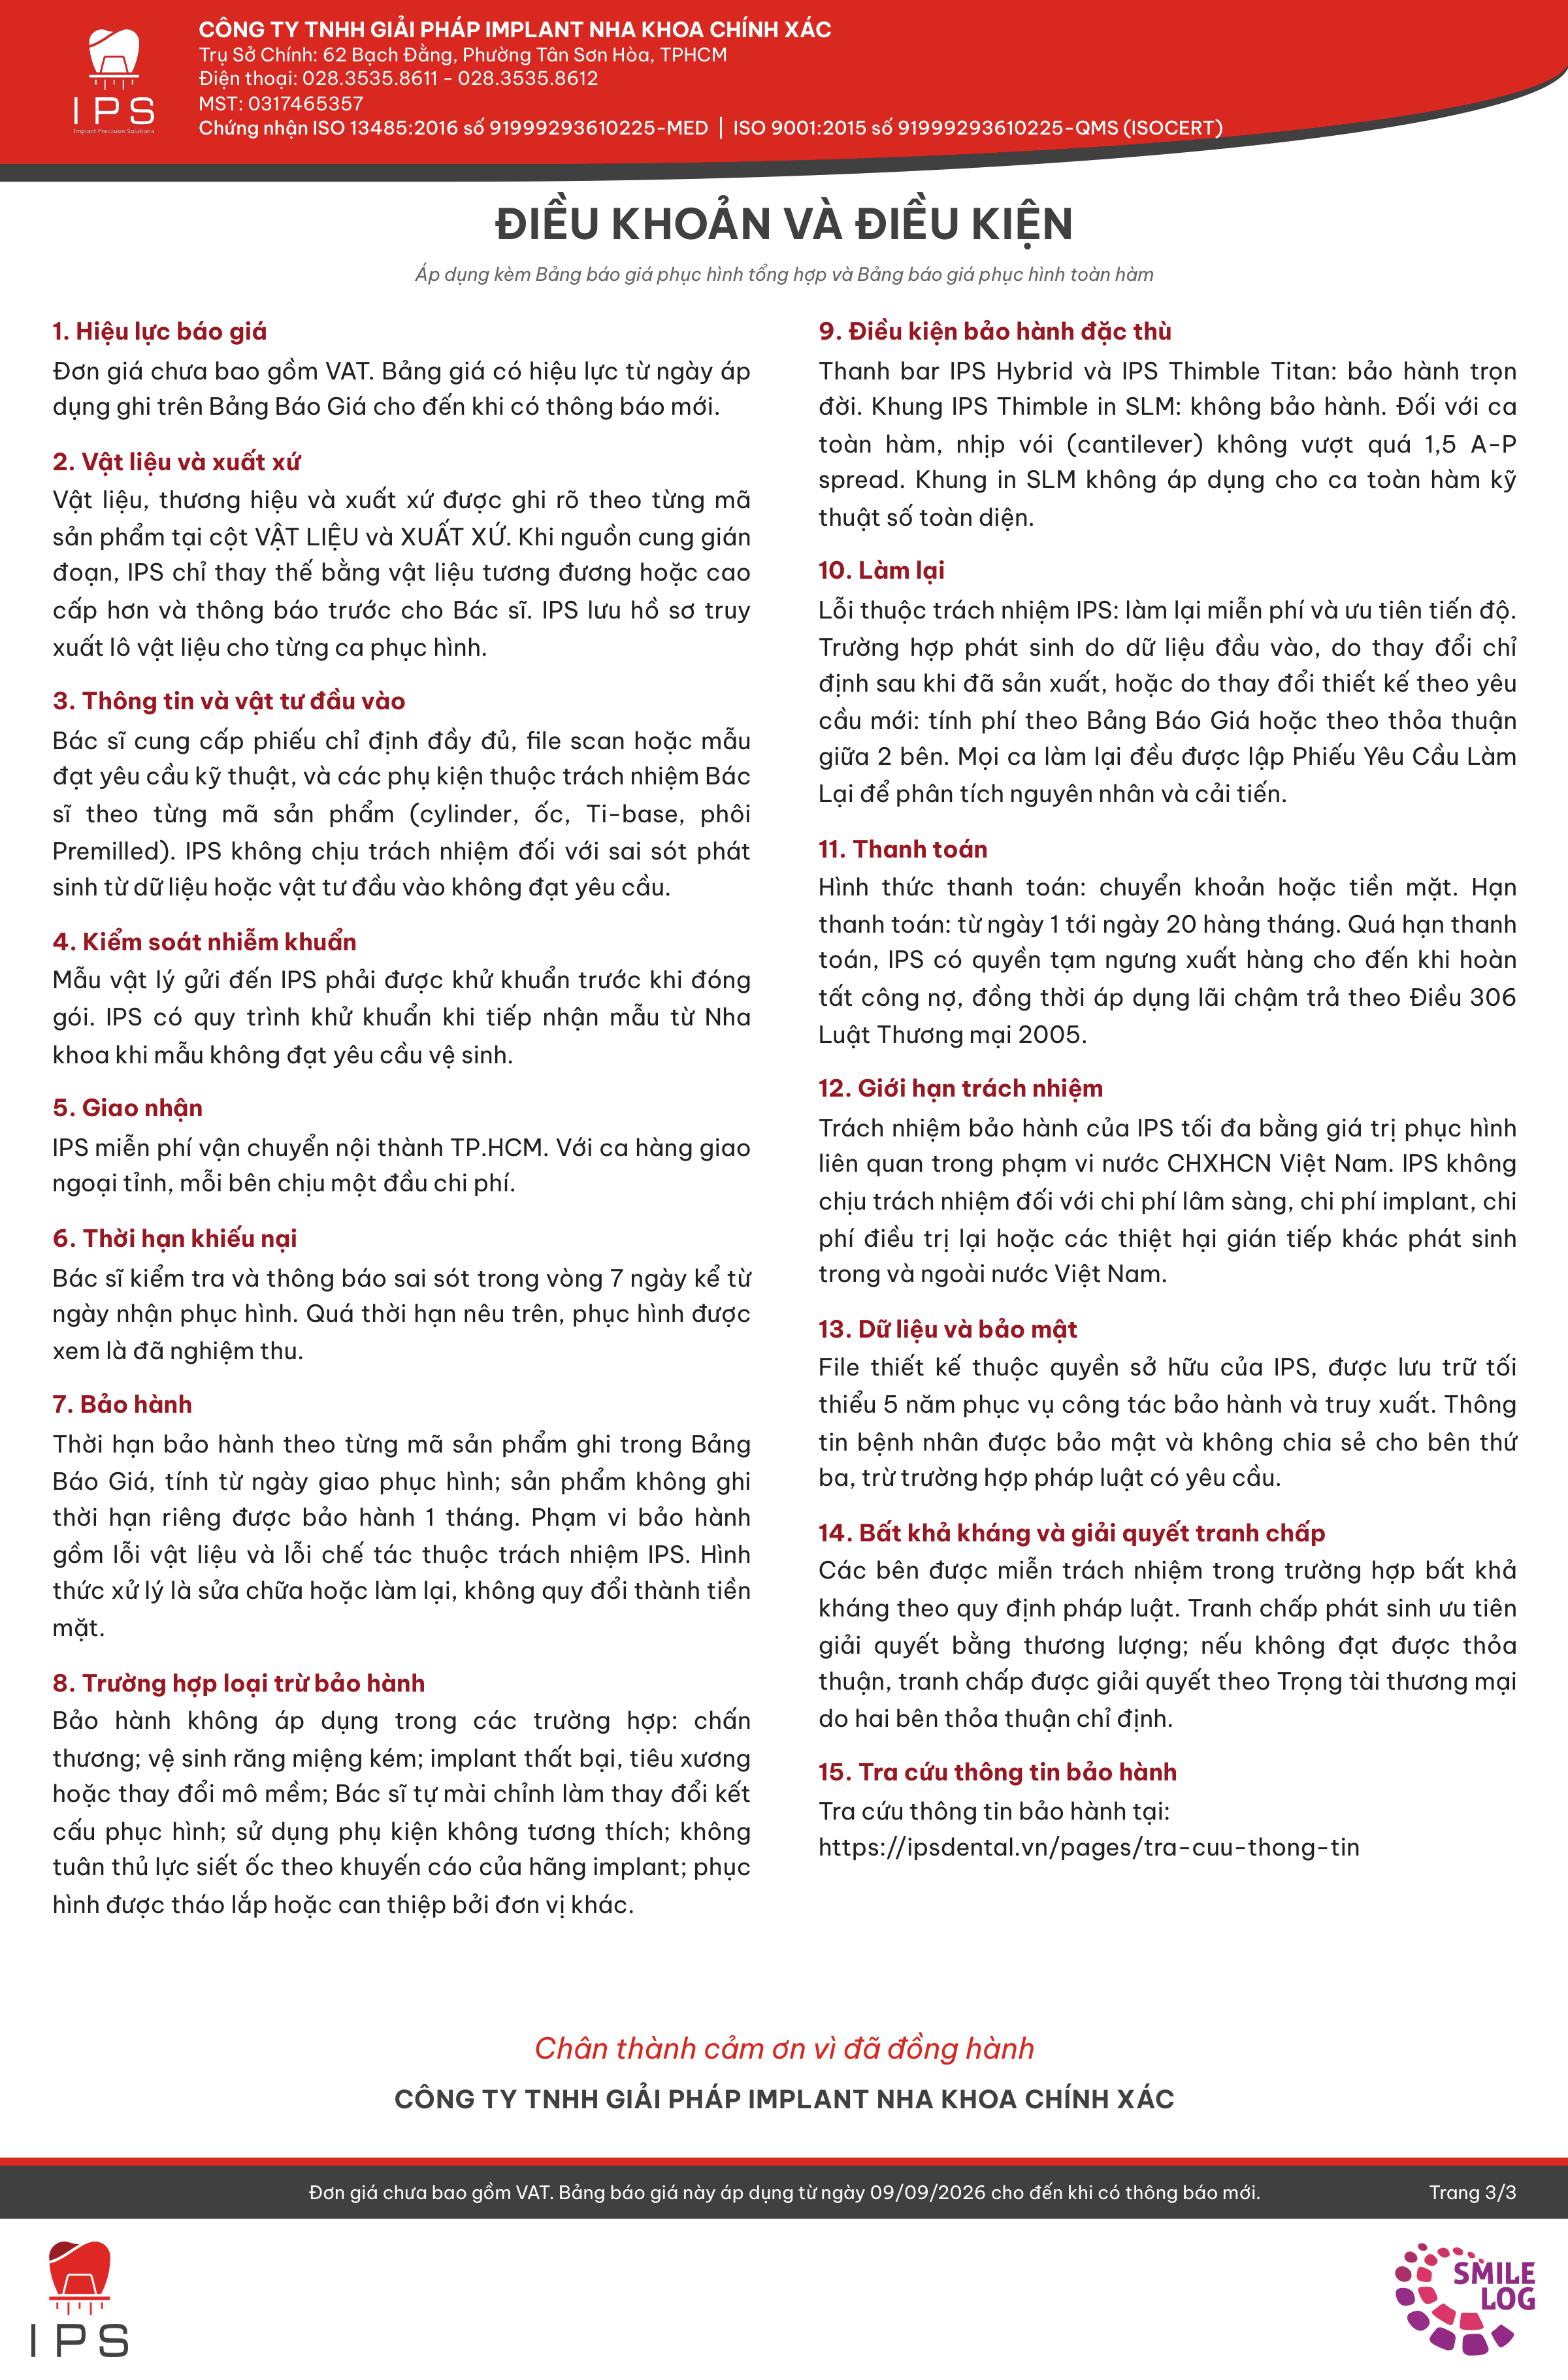 IPS
Implant Precision Solutions
CÔNG TY TNHH GIẢI PHÁP IMPLANT NHA KHOA CHÍNH XÁC
Trụ Sở Chính: 62 Bạch Đằng, Phường Tân Sơn Hòa, TPHCM
Điện thoại: 028.3535.8611 - 028.3535.8612
MST: 0317465357
Chứng nhận ISO 13485:2016 số 91999293610225-MED | ISO 9001:2015 số 91999293610225-QMS (ISOCERT)
ĐIỀU KHOẢN VÀ ĐIỀU KIỆN
Áp dụng kèm Bảng báo giá phục hình tổng hợp và Bảng báo giá phục hình toàn hàm
1. Hiệu lực báo giá
Đơn giá chưa bao gồm VAT. Bảng giá có hiệu lực từ ngày áp
dụng ghi trên Bảng Báo Giá cho đến khi có thông báo mới.
2. Vật liệu và xuất xứ
Vật liệu, thương hiệu và xuất xứ được ghi rõ theo từng mã
sản phẩm tại cột VẬT LIỆU và XUẤT XỨ. Khi nguồn cung gián
đoạn, IPS chỉ thay thế bằng vật liệu tương đương hoặc cao
cấp hơn và thông báo trước cho Bác sĩ. IPS lưu hồ sơ truy
xuất lô vật liệu cho từng ca phục hình.
3. Thông tin và vật tư đầu vào
Bác sĩ cung cấp phiếu chỉ định đầy đủ, file scan hoặc mẫu
đạt yêu cầu kỹ thuật, và các phụ kiện thuộc trách nhiệm Bác
sĩ theo từng mã sản phẩm (cylinder, ốc, Ti-base, phôi
Premilled). IPS không chịu trách nhiệm đối với sai sót phát
sinh từ dữ liệu hoặc vật tư đầu vào không đạt yêu cầu.
4. Kiểm soát nhiễm khuẩn
Mẫu vật lý gửi đến IPS phải được khử khuẩn trước khi đóng
gói. IPS có quy trình khử khuẩn khi tiếp nhận mẫu từ Nha
khoa khi mẫu không đạt yêu cầu vệ sinh.
5. Giao nhận
IPS miễn phí vận chuyển nội thành TP.HCM. Với ca hàng giao
ngoại tỉnh, mỗi bên chịu một đầu chi phí.
6. Thời hạn khiếu nại
Bác sĩ kiểm tra và thông báo sai sót trong vòng 7 ngày kể từ
ngày nhận phục hình. Quá thời hạn nêu trên, phục hình được
xem là đã nghiệm thu.
7. Bảo hành
Thời hạn bảo hành theo từng mã sản phẩm ghi trong Bảng
Báo Giá, tính từ ngày giao phục hình; sản phẩm không ghi
thời hạn riêng được bảo hành 1 tháng. Phạm vi bảo hành
gồm lỗi vật liệu và lỗi chế tác thuộc trách nhiệm IPS. Hình
thức xử lý là sửa chữa hoặc làm lại, không quy đổi thành tiền
mặt.
8. Trường hợp loại trừ bảo hành
Bảo hành không áp dụng trong các trường hợp: chấn
thương; vệ sinh răng miệng kém; implant thất bại, tiêu xương
hoặc thay đổi mô mềm; Bác sĩ tự mài chỉnh làm thay đổi kết
cấu phục hình; sử dụng phụ kiện không tương thích; không
tuân thủ lực siết ốc theo khuyến cáo của hãng implant; phục
hình được tháo lắp hoặc can thiệp bởi đơn vị khác.
9. Điều kiện bảo hành đặc thù
Thanh bar IPS Hybrid và IPS Thimble Titan: bảo hành trọn
đời. Khung IPS Thimble in SLM: không bảo hành. Đối với ca
toàn hàm, nhịp vói (cantilever) không vượt quá 1,5 A-P
spread. Khung in SLM không áp dụng cho ca toàn hàm kỹ
thuật số toàn diện.
10. Làm lại
Lỗi thuộc trách nhiệm IPS: làm lại miễn phí và ưu tiên tiến độ.
Trường hợp phát sinh do dữ liệu đầu vào, do thay đổi chỉ
định sau khi đã sản xuất, hoặc do thay đổi thiết kế theo yêu
cầu mới: tính phí theo Bảng Báo Giá hoặc theo thỏa thuận
giữa 2 bên. Mọi ca làm lại đều được lập Phiếu Yêu Cầu Làm
Lại để phân tích nguyên nhân và cải tiến.
11. Thanh toán
Hình thức thanh toán: chuyển khoản hoặc tiền mặt. Hạn
thanh toán: từ ngày 1 tới ngày 20 hàng tháng. Quá hạn thanh
toán, IPS có quyền tạm ngưng xuất hàng cho đến khi hoàn
tất công nợ, đồng thời áp dụng lãi chậm trả theo Điều 306
Luật Thương mại 2005.
12. Giới hạn trách nhiệm
Trách nhiệm bảo hành của IPS tối đa bằng giá trị phục hình
liên quan trong phạm vi nước CHXHCN Việt Nam. IPS không
chịu trách nhiệm đối với chi phí lâm sàng, chi phí implant, chi
phí điều trị lại hoặc các thiệt hại gián tiếp khác phát sinh
trong và ngoài nước Việt Nam.
13. Dữ liệu và bảo mật
File thiết kế thuộc quyền sở hữu của IPS, được lưu trữ tối
thiểu 5 năm phục vụ công tác bảo hành và truy xuất. Thông
tin bệnh nhân được bảo mật và không chia sẻ cho bên thứ
ba, trừ trường hợp pháp luật có yêu cầu.
14. Bất khả kháng và giải quyết tranh chấp
Các bên được miễn trách nhiệm trong trường hợp bất khả
kháng theo quy định pháp luật. Tranh chấp phát sinh ưu tiên
giải quyết bằng thương lượng; nếu không đạt được thỏa
thuận, tranh chấp được giải quyết theo Trọng tài thương mại
do hai bên thỏa thuận chỉ định.
15. Tra cứu thông tin bảo hành
Tra cứu thông tin bảo hành tại:
https://ipsdental.vn/pages/tra-cuu-thong-tin
Chân thành cảm ơn vì đã đồng hành
CÔNG TY TNHH GIẢI PHÁP IMPLANT NHA KHOA CHÍNH XÁC
Đơn giá chưa bao gồm VAT. Bảng báo giá này áp dụng từ ngày 09/09/2026 cho đến khi có thông báo mới.
Trang 3/3
IPS
SMILE
LOG